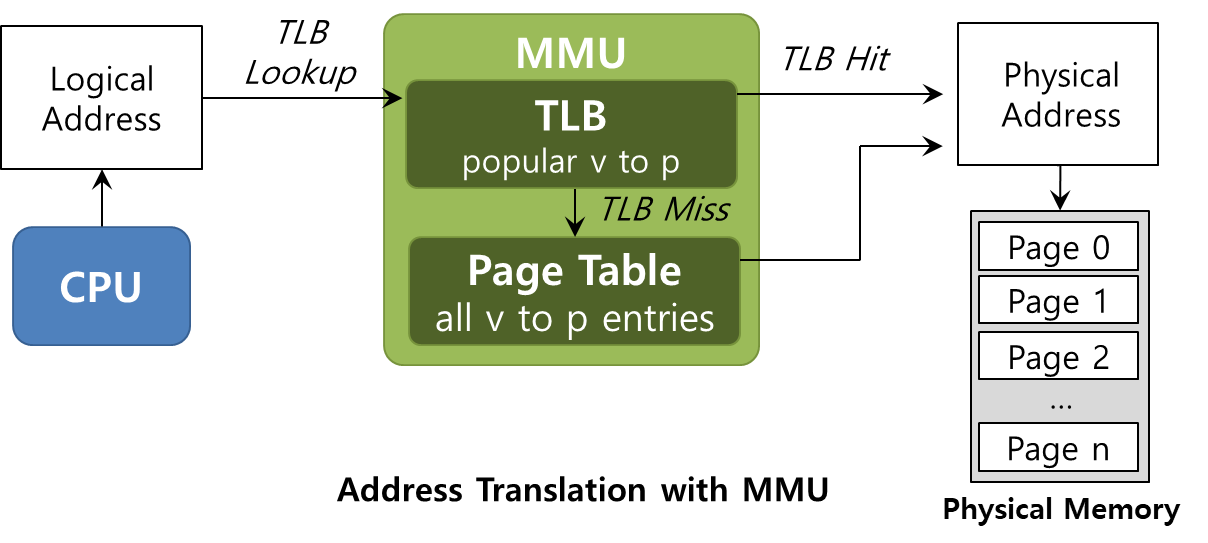 Logical
Address
CPU
TLB
Lookup
MMU
TLB
popular v to p
TLB Miss
Page Table
all v to p entries
TLB Hit
Physical
Address
Page 0
Page 1
Page 2
...
Page n
Physical Memory
Address Translation with MMU